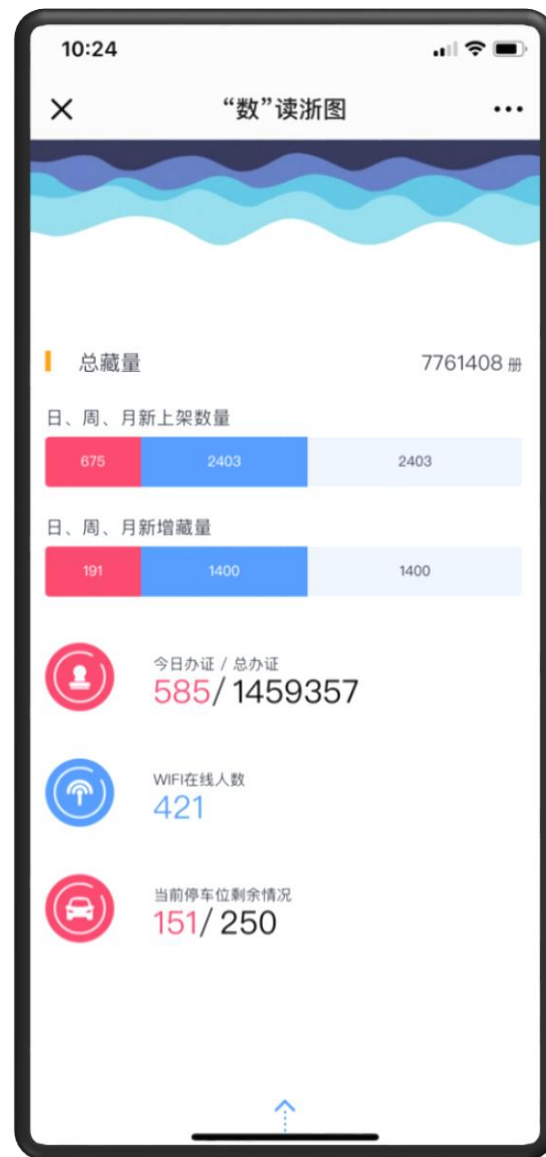 10:24
“数”读浙图
总藏量 7761408 册
日、周、月新上架数量
675 2403 2403
日、周、月新增藏量
191 1400 1400
今日办证 / 总办证
585/1459357
WIFI在线人数
421
当前停车位剩余情况
151/250